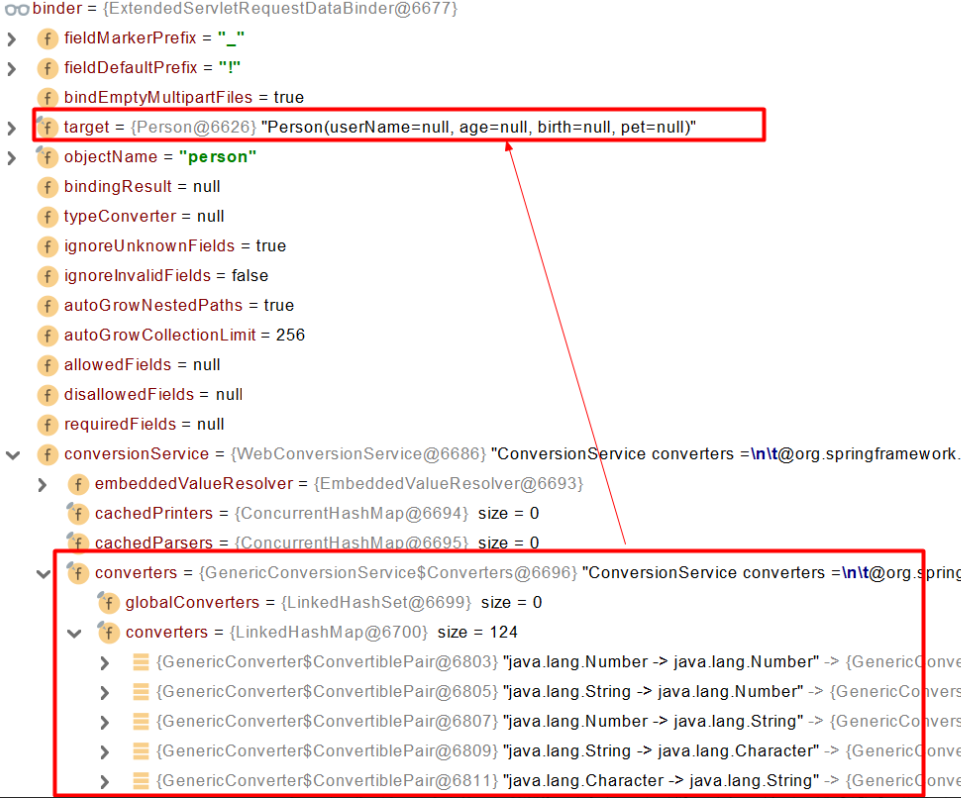 binder = {ExtendedServletRequestDataBinder@6677}
f fieldMarkerPrefix = "_"
f fieldDefaultPrefix = "!"
f bindEmptyMultipartFiles = true
f target = {Person@6626} "Person(userName=null, age=null, birth=null, pet=null)"
f objectName = "person"
f bindingResult = null
f typeConverter = null
f ignoreUnknownFields = true
f ignoreInvalidFields = false
f autoGrowNestedPaths = true
f autoGrowCollectionLimit = 256
f allowedFields = null
f disallowedFields = null
f requiredFields = null
f conversionService = {WebConversionService@6686} "ConversionService converters =\n\t@org.springframework.
f embeddedValueResolver = {EmbeddedValueResolver@6693}
f cachedPrinters = {ConcurrentHashMap@6694} size = 0
f cachedParsers = {ConcurrentHashMap@6695} size = 0
f converters = {GenericConversionService$Converters@6696} "ConversionService converters =\n\t@org.spring
f globalConverters = {LinkedHashSet@6699} size = 0
f converters = {LinkedHashMap@6700} size = 124
{GenericConverter$ConvertiblePair@6803} "java.lang.Number -> java.lang.Number" -> {GenericConve
{GenericConverter$ConvertiblePair@6805} "java.lang.String -> java.lang.Number" -> {GenericConvers
{GenericConverter$ConvertiblePair@6807} "java.lang.Number -> java.lang.String" -> {GenericConvers
{GenericConverter$ConvertiblePair@6809} "java.lang.String -> java.lang.Character" -> {GenericConve
{GenericConverter$ConvertiblePair@6811} "java.lang.Character -> java.lang.String" -> {GenericConve